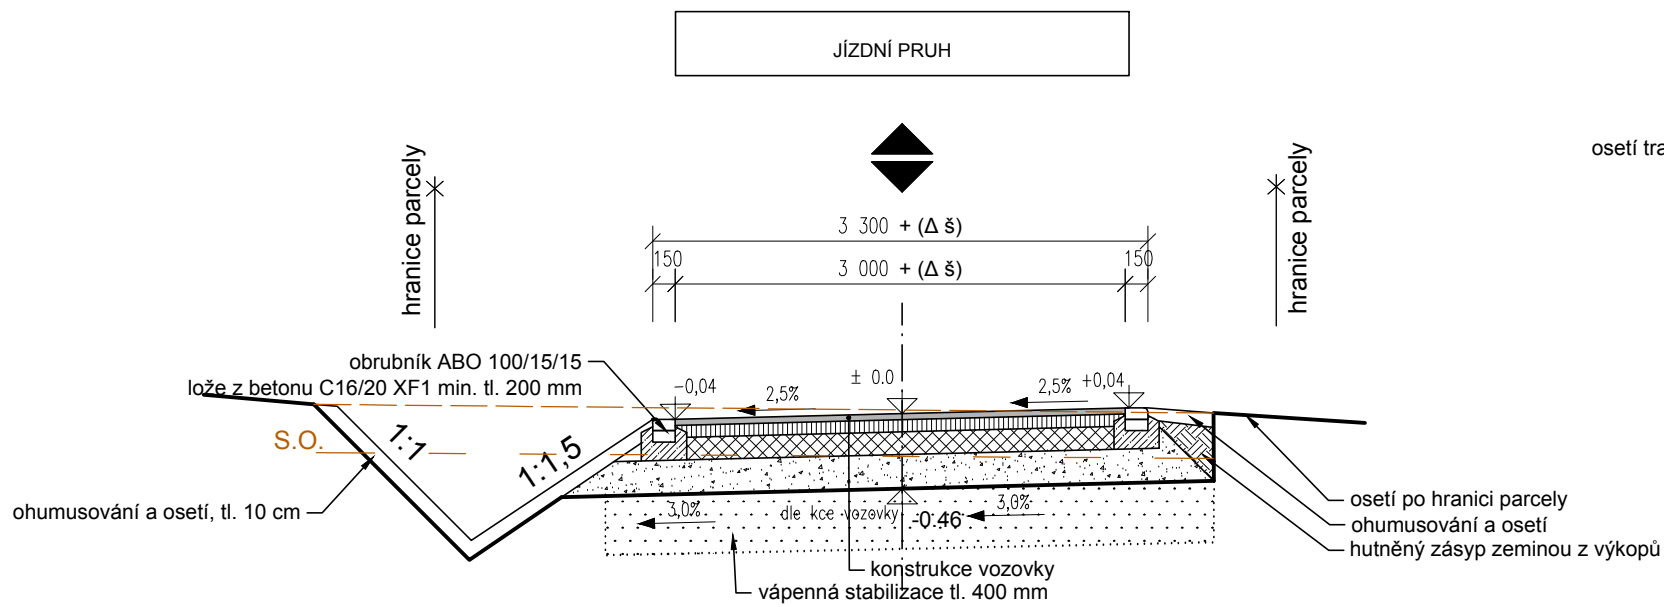 JÍZDNÍ PRUH
hranice parcely
hranice parcely
osetí tra
3 300 + (Δ š)
150
150
3 000 + (Δ š)
obrubník ABO 100/15/15
lože z betonu C16/20 XF1 min. tl. 200 mm
-0,04
2,5%
± 0.0
2,5%
+0,04
S.O.
1:1
1:1,5
ohumusování a osetí, tl. 10 cm
3,0%
dle kce vozovky
-0.46
3,0%
osetí po hranici parcely
ohumusování a osetí
hutněný zásyp zeminou z výkopů
konstrukce vozovky
vápenná stabilizace tl. 400 mm